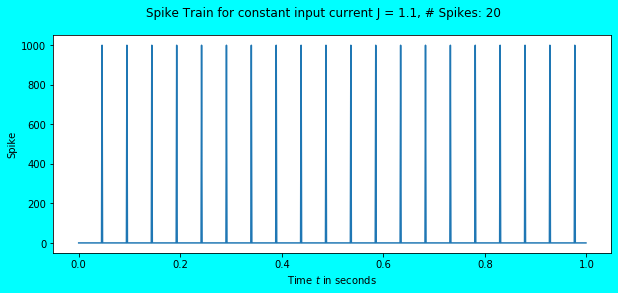 Spike Train for constant input current J = 1.1, # Spikes: 20
1000
800
600
400
200
0
Spike
0.0 0.2 0.4 0.6 0.8 1.0
Time t in seconds